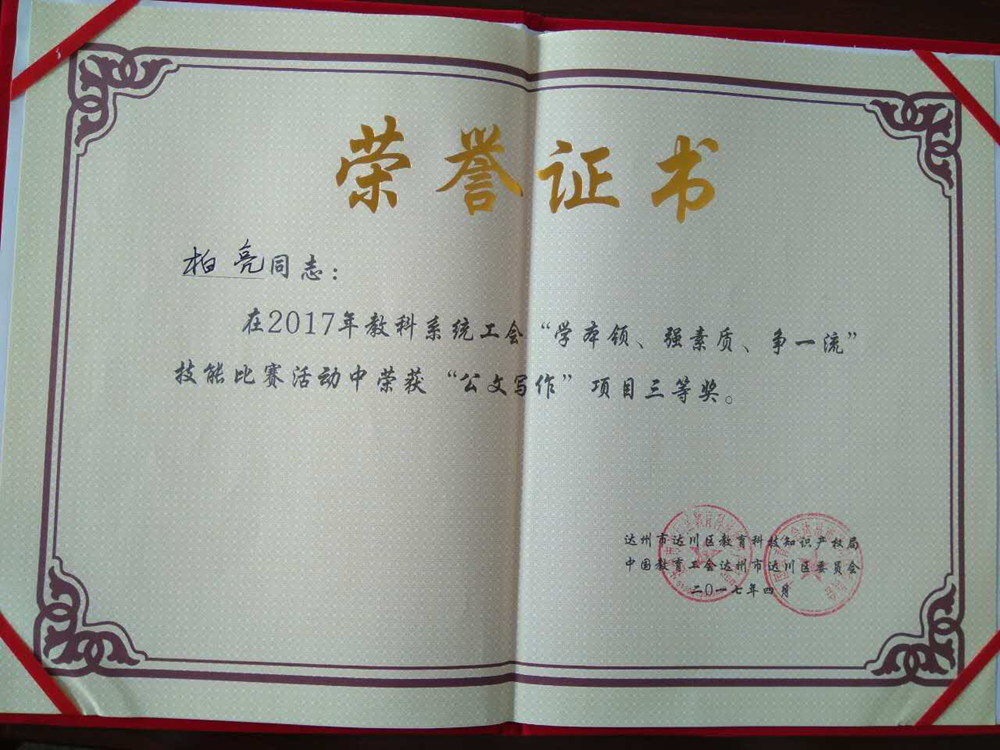 荣誉证书
柏亮同志：
在2017年教科系统工会“学本领、强素质、争一流”
技能比赛活动中荣获“公文写作”项目三等奖。
达州市达川区教育科技知识产权局
中国教育工会达州市达川区委员会
二〇一七年四月